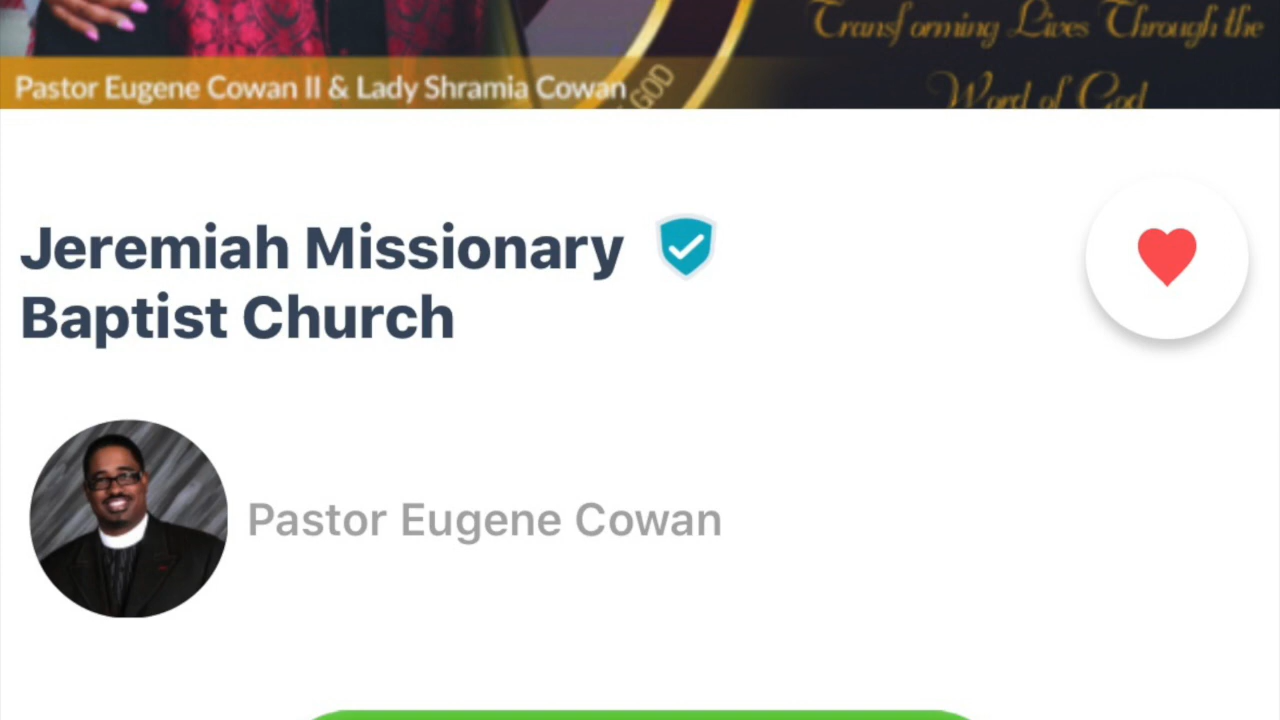 Transforming Lives Through the
Word of God
Pastor Eugene Cowan II & Lady Shramia Cowan
GOD
Jeremiah Missionary
Baptist Church
Pastor Eugene Cowan